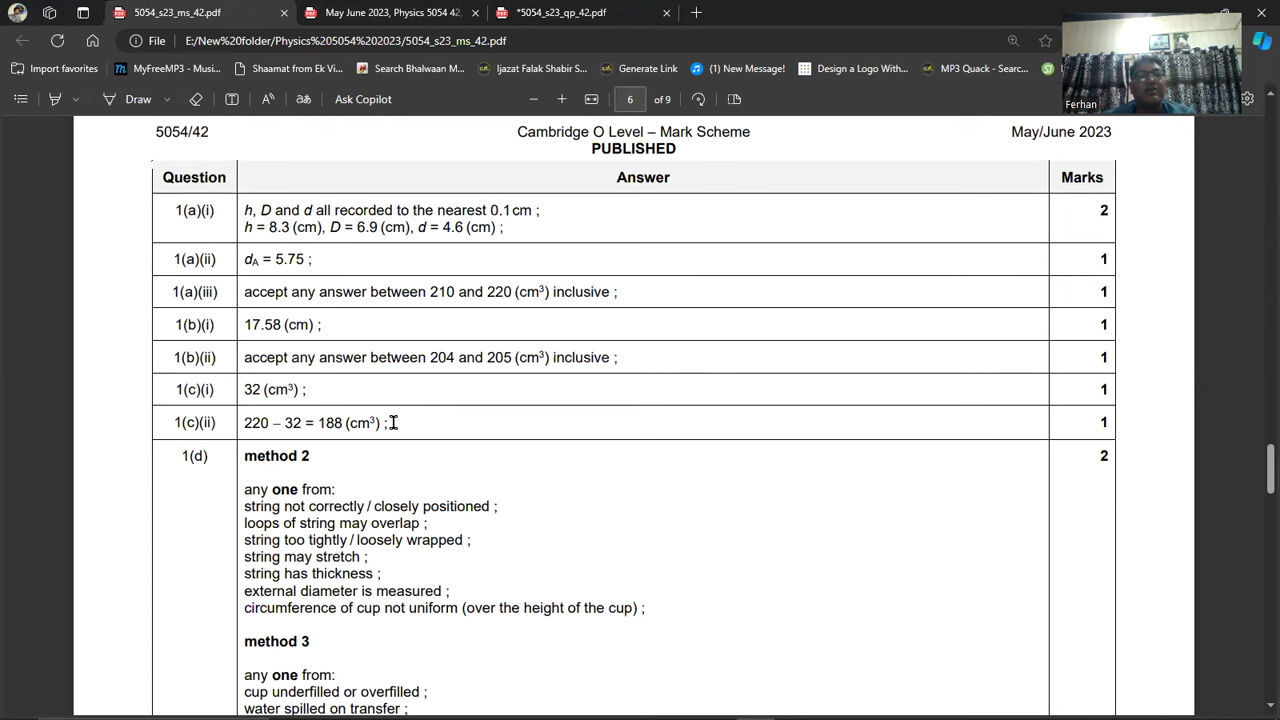 5054_s23_ms_42.pdf
May June 2023, Physics 5054 42,
*5054_s23_qp_42.pdf
File
E:/New%20folder/Physics%205054%202023/5054_s23_ms_42.pdf
Import favorites
MyFreeMP3 - Musi...
Shaamat from Ek Vi...
Search Bhalwaan M...
Ijazat Falak Shabir S...
Generate Link
(1) New Message!
Design a Logo With...
MP3 Quack - Searc...
Draw
Ask Copilot
6 of 9
Ferhan
5054/42
Cambridge O Level – Mark Scheme
PUBLISHED
May/June 2023
Question Answer Marks
1(a)(i) h, D and d all recorded to the nearest 0.1 cm ; 2
h = 8.3 (cm), D = 6.9 (cm), d = 4.6 (cm) ;
1(a)(ii) dA = 5.75 ; 1
1(a)(iii) accept any answer between 210 and 220 (cm³) inclusive ; 1
1(b)(i) 17.58 (cm) ; 1
1(b)(ii) accept any answer between 204 and 205 (cm³) inclusive ; 1
1(c)(i) 32 (cm³) ; 1
1(c)(ii) 220 – 32 = 188 (cm³) ; 1
1(d) method 2 2
any one from:
string not correctly / closely positioned ;
loops of string may overlap ;
string too tightly / loosely wrapped ;
string may stretch ;
string has thickness ;
external diameter is measured ;
circumference of cup not uniform (over the height of the cup) ;
method 3
any one from:
cup underfilled or overfilled ;
water spilled on transfer ;